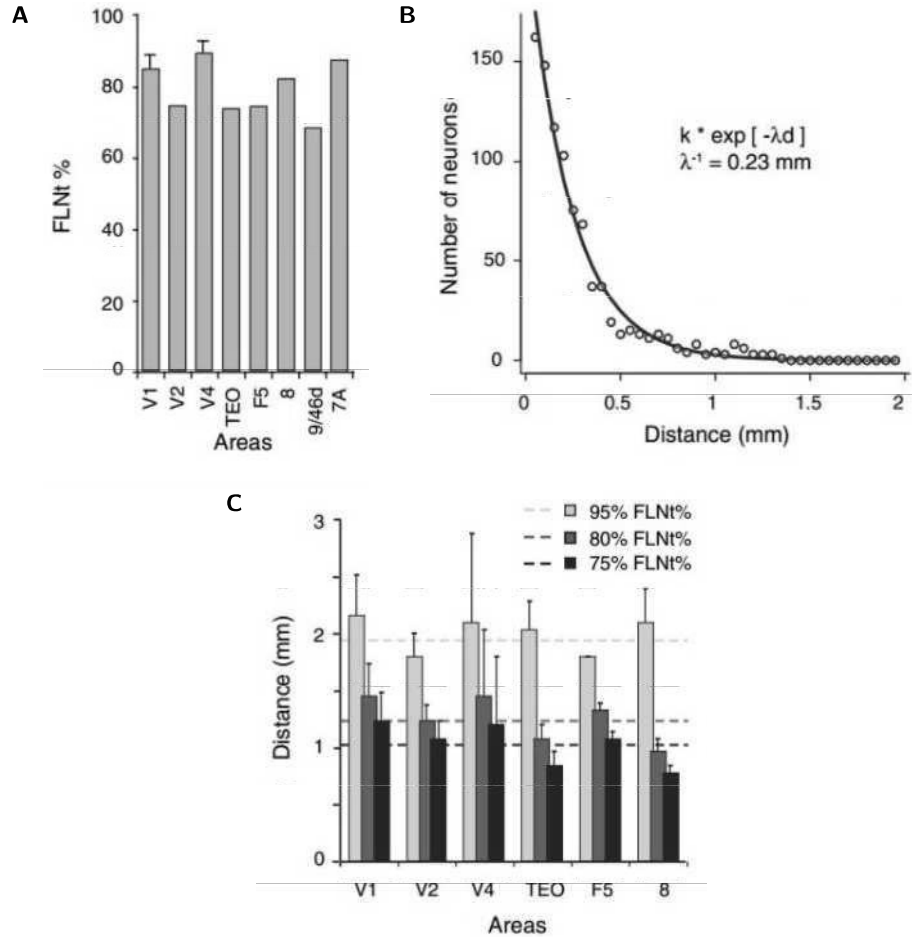 A
100
80
60
40
20
0
FLNt %
V1
V2
V4
TEO
F5
8
9/46d
7A
Areas
B
150
100
50
0
Number of neurons
k * exp [ -λd ]
λ⁻¹ = 0.23 mm
0
0.5
1
1.5
2
Distance (mm)
C
3
2
1
0
Distance (mm)
95% FLNt%
80% FLNt%
75% FLNt%
V1
V2
V4
TEO
F5
8
Areas